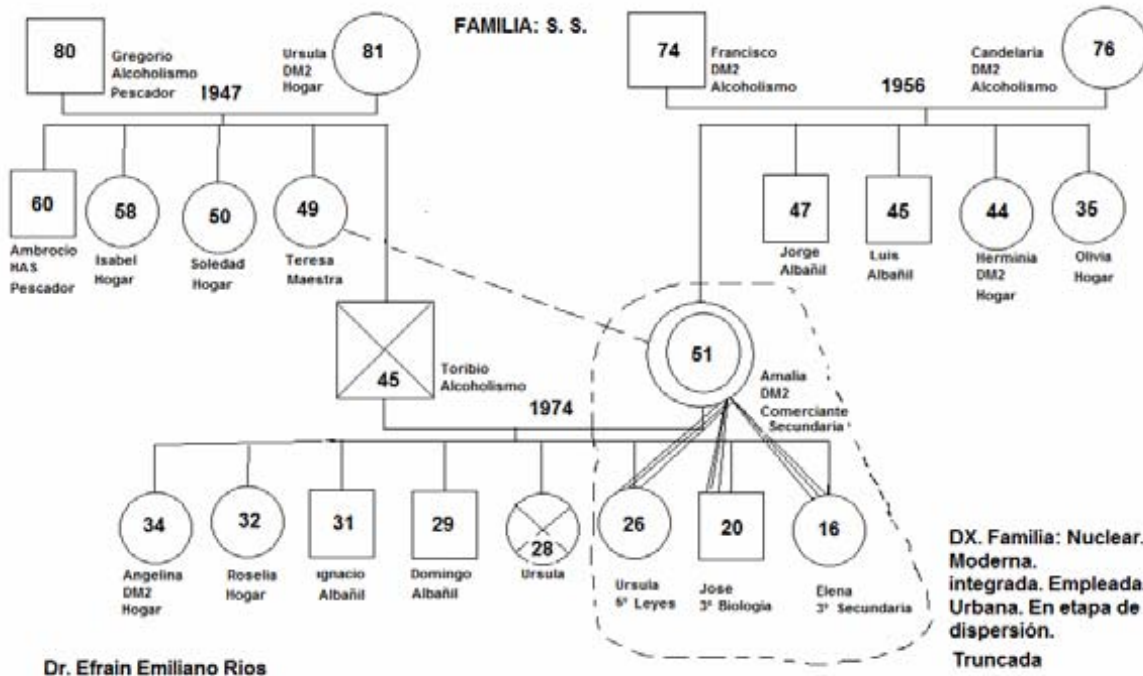 FAMILIA: S. S.
80
Gregorio
Alcoholismo
Pescador
1947
Ursula
DM2
Hogar
81
74
Francisco
DM2
Alcoholismo
1956
Candelaria
DM2
Alcoholismo
76
60
Ambrocio
HAS
Pescador
58
Isabel
Hogar
50
Soledad
Hogar
49
Teresa
Maestra
47
Jorge
Albañil
45
Luis
Albañil
44
Herminia
DM2
Hogar
35
Olivia
Hogar
45
Toribio
Alcoholismo
1974
51
Amalia
DM2
Comerciante
Secundaria
34
Angelina
DM2
Hogar
32
Roselia
Hogar
31
Ignacio
Albañil
29
Domingo
Albañil
28
Ursula
26
Ursula
5º Leyes
20
Jose
3º Biologia
16
Elena
3º Secundaria
DX. Familia: Nuclear.
Moderna.
integrada. Empleada
Urbana. En etapa de
dispersión.
Truncada
Dr. Efrain Emiliano Rios